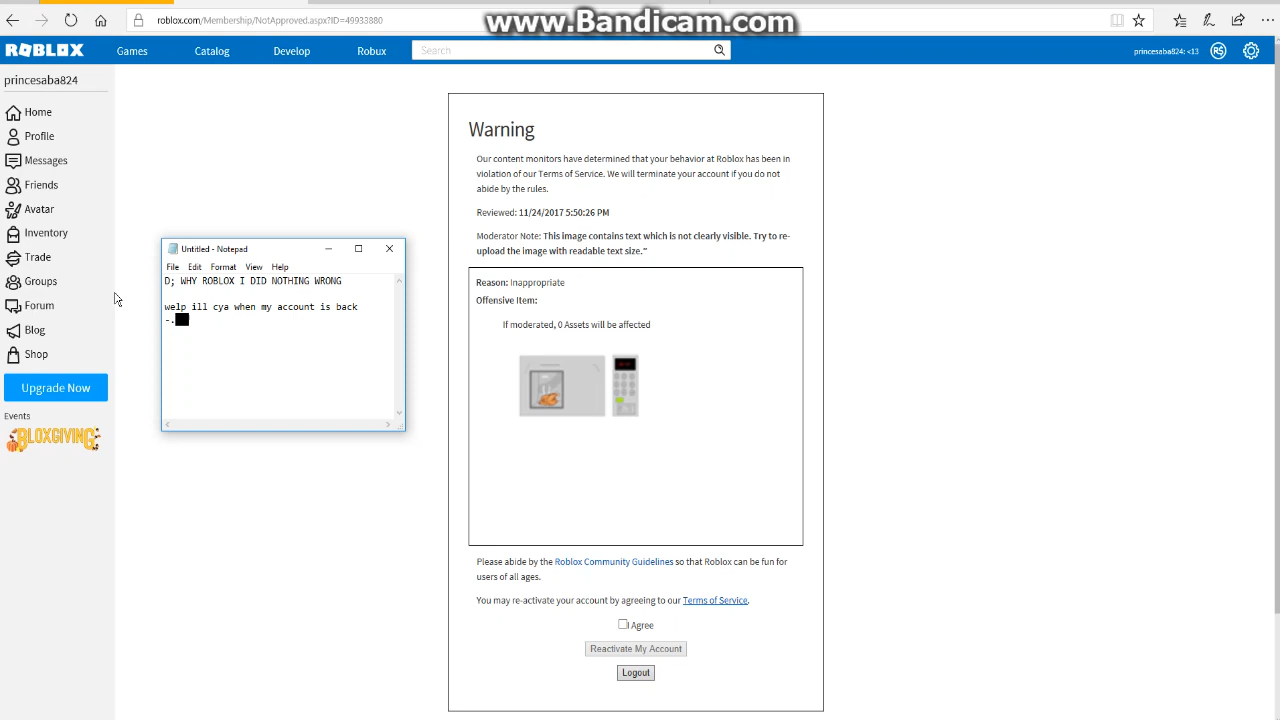 www.Bandicam.com
roblox.com/Membership/NotApproved.aspx?ID=49933880
ROBLOX
Games
Catalog
Develop
Robux
Search
princesaba824: <13
R$
princesaba824
Home
Profile
Messages
Friends
Avatar
Inventory
Trade
Groups
Forum
Blog
Shop
Upgrade Now
Events
BLOXGIVING
Untitled - Notepad
File Edit Format View Help
D; WHY ROBLOX I DID NOTHING WRONG
welp ill cya when my account is back
-.
Warning
Our content monitors have determined that your behavior at Roblox has been in
violation of our Terms of Service. We will terminate your account if you do not
abide by the rules.
Reviewed: 11/24/2017 5:50:26 PM
Moderator Note: This image contains text which is not clearly visible. Try to re-
upload the image with readable text size."
Reason: Inappropriate
Offensive Item:
If moderated, 0 Assets will be affected
Please abide by the Roblox Community Guidelines so that Roblox can be fun for
users of all ages.
You may re-activate your account by agreeing to our Terms of Service.
I Agree
Reactivate My Account
Logout